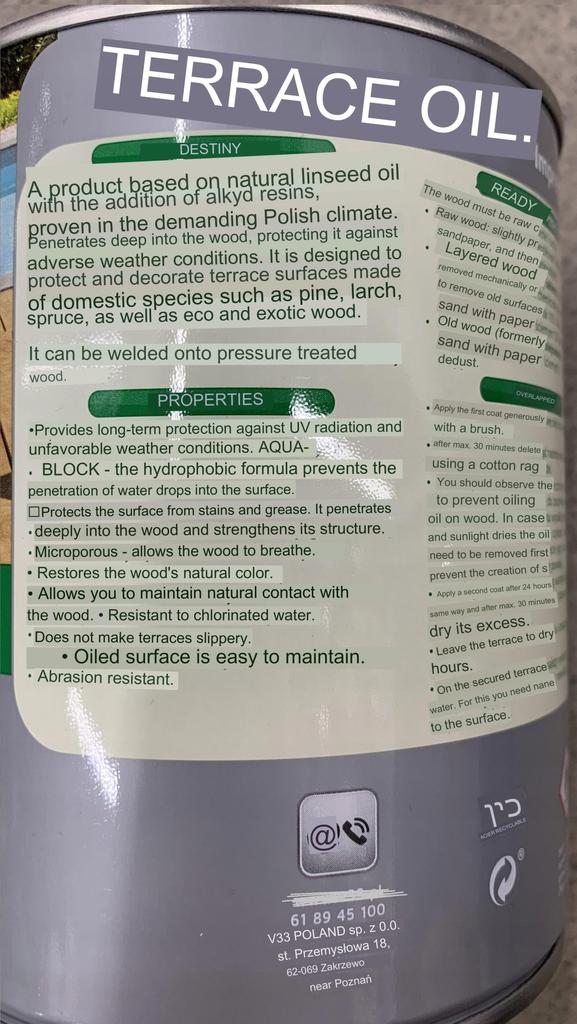 TERRACE OIL.
DESTINY
A product based on natural linseed oil
with the addition of alkyd resins,
proven in the demanding Polish climate.
Penetrates deep into the wood, protecting it against
adverse weather conditions. It is designed to
protect and decorate terrace surfaces made
of domestic species such as pine, larch,
spruce, as well as eco and exotic wood.
It can be welded onto pressure treated
wood.
PROPERTIES
•Provides long-term protection against UV radiation and
unfavorable weather conditions. AQUA-
. BLOCK - the hydrophobic formula prevents the
penetration of water drops into the surface.
□Protects the surface from stains and grease. It penetrates
•deeply into the wood and strengthens its structure.
•Microporous - allows the wood to breathe.
• Restores the wood's natural color.
• Allows you to maintain natural contact with
the wood. • Resistant to chlorinated water.
•Does not make terraces slippery.
• Oiled surface is easy to maintain.
• Abrasion resistant.
READY
The wood must be raw
• Raw wood: slightly
sandpaper, and then
• Layered wood
removed mechanically or
to remove old surfaces
sand with paper
• Old wood (formerly
sand with paper
dedust.
OVERLAPPED
• Apply the first coat generously
with a brush.
• after max. 30 minutes delete
using a cotton rag
• You should observe the
to prevent oiling
oil on wood. In case
and sunlight dries the oil
need to be removed first
prevent the creation of s
• Apply a second coat after 24 hours
same way and after max. 30 minutes
dry its excess.
• Leave the terrace to dry
hours.
• On the secured terrace
water. For this you need nane
to the surface.
@
ACIER RECYCLABLE
61 89 45 100
V33 POLAND sp. z 0.0.
st. Przemysłowa 18,
62-069 Zakrzewo
near Poznań